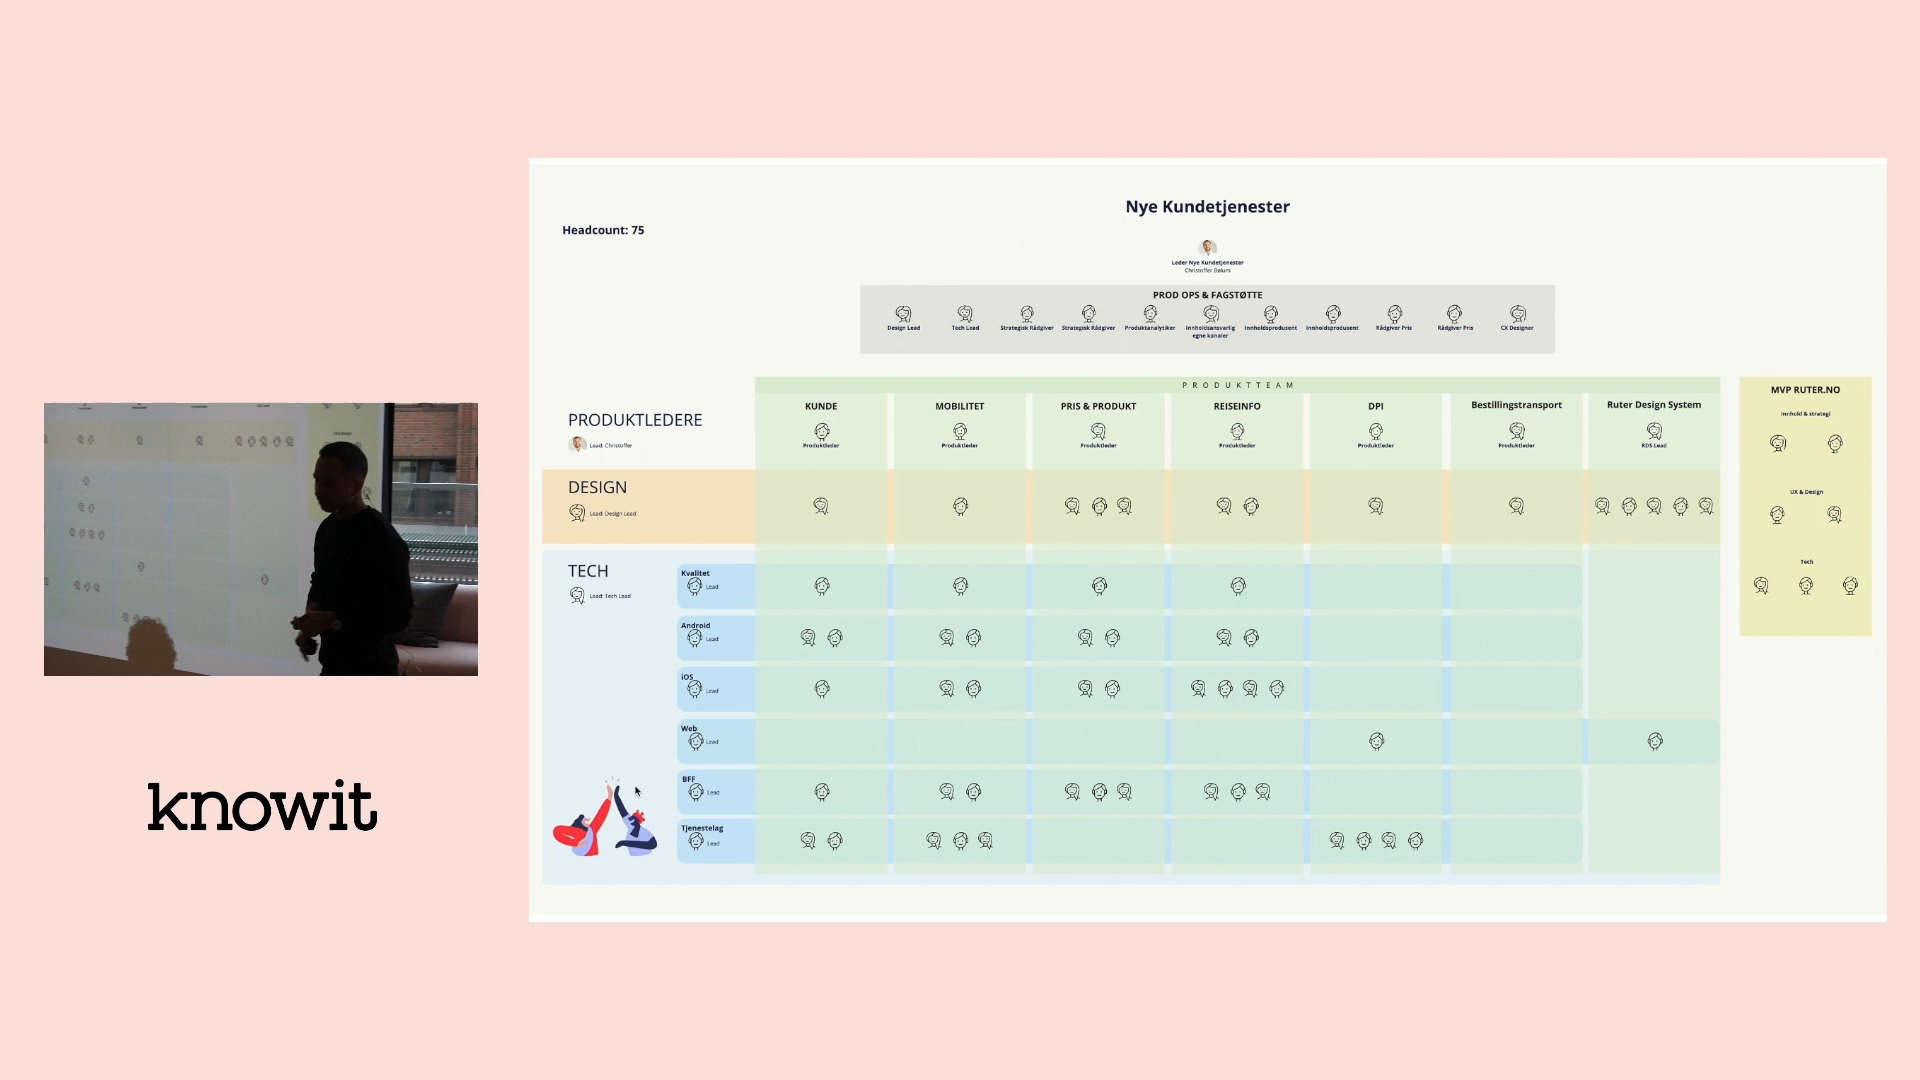 Nye Kundetjenester
Headcount: 75
Leder Nye Kundetjenester
Christoffer Bølum
PROD OPS & FAGSTØTTE
Design Lead Tech Lead Strategisk Rådgiver Strategisk Rådgiver Produktanalytiker Innholdsansvarlig Innholdsprodusent Innholdsprodusent Rådgiver Pris Rådgiver Pris CX Designer
egne kanaler
PRODUKTTEAM
KUNDE MOBILITET PRIS & PRODUKT REISEINFO DPI Bestillingstransport Ruter Design System
PRODUKTLEDERE
Lead: Christoffer
Produktleder Produktleder Produktleder Produktleder Produktleder Produktleder RDS Lead
DESIGN
Lead: Design Lead
TECH
Lead: Tech Lead
Kvalitet
Lead
Android
Lead
iOS
Lead
Web
Lead
BFF
Lead
Tjenestelag
Lead
MVP RUTER.NO
Innhold & strategi
UX & Design
Tech
knowit